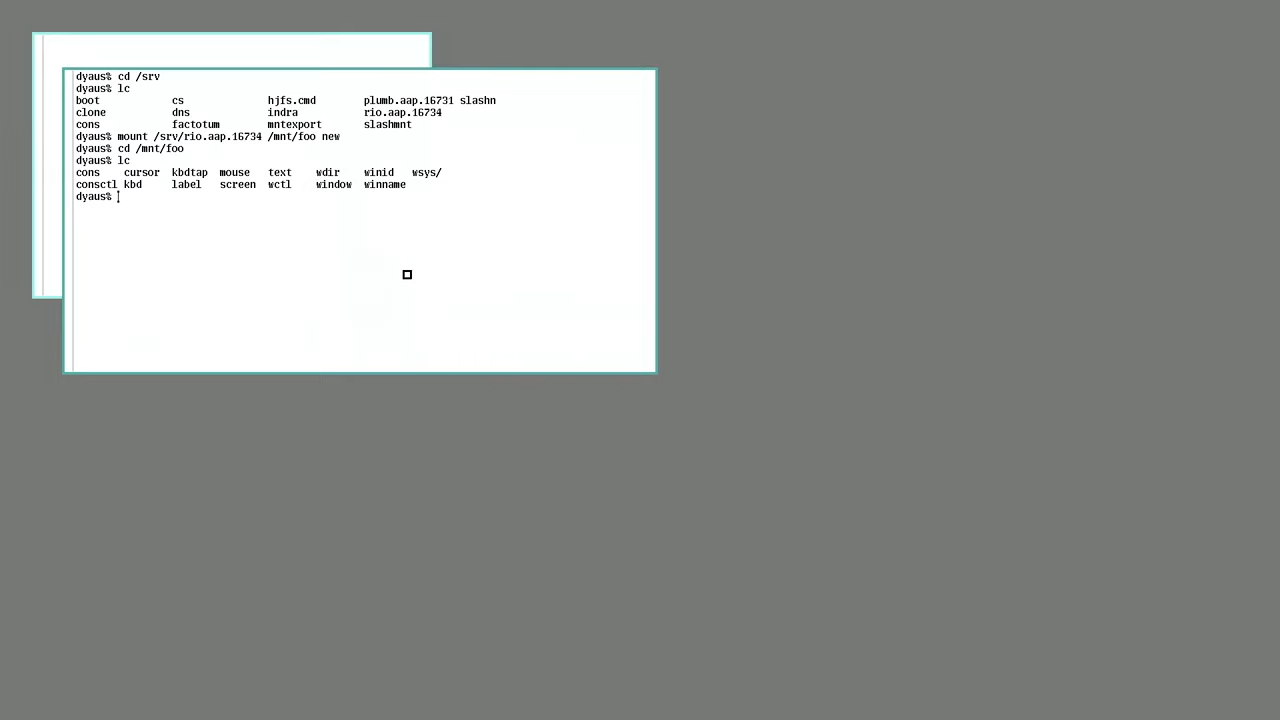 dyaus% cd /srv
dyaus% lc
boot            cs              hjfs.cmd        plumb.aap.16731 slashn
clone           dns             indra           rio.aap.16734
cons            factotum        mntexport       slashmnt
dyaus% mount /srv/rio.aap.16734 /mnt/foo new
dyaus% cd /mnt/foo
dyaus% lc
cons    cursor  kbdtap  mouse   text    wdir    winid   wsys/
consctl kbd     label   screen  wctl    window  winname
dyaus%